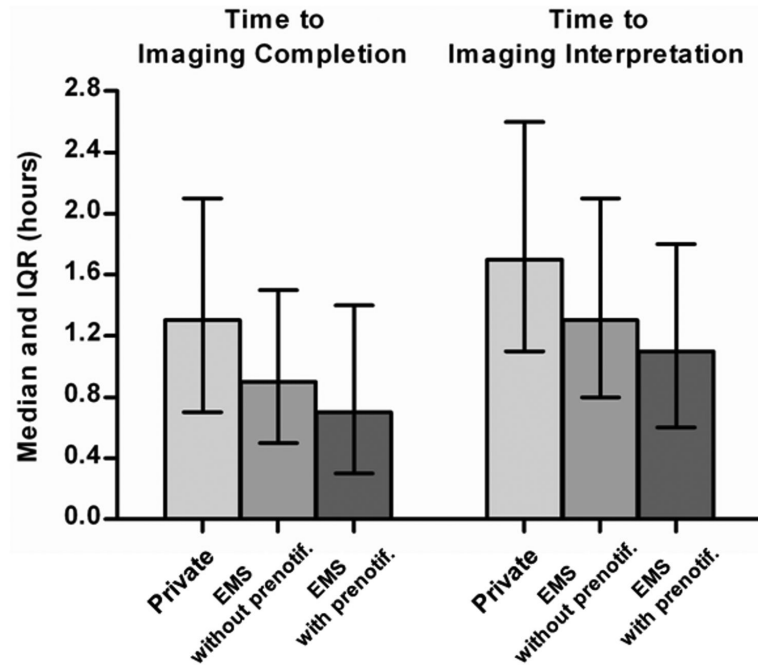 Time to
Imaging Completion
Time to
Imaging Interpretation
Median and IQR (hours)
2.8
2.4
2.0
1.6
1.2
0.8
0.4
0.0
Private
EMS
without prenotif.
EMS
with prenotif.
Private
EMS
without prenotif.
EMS
with prenotif.